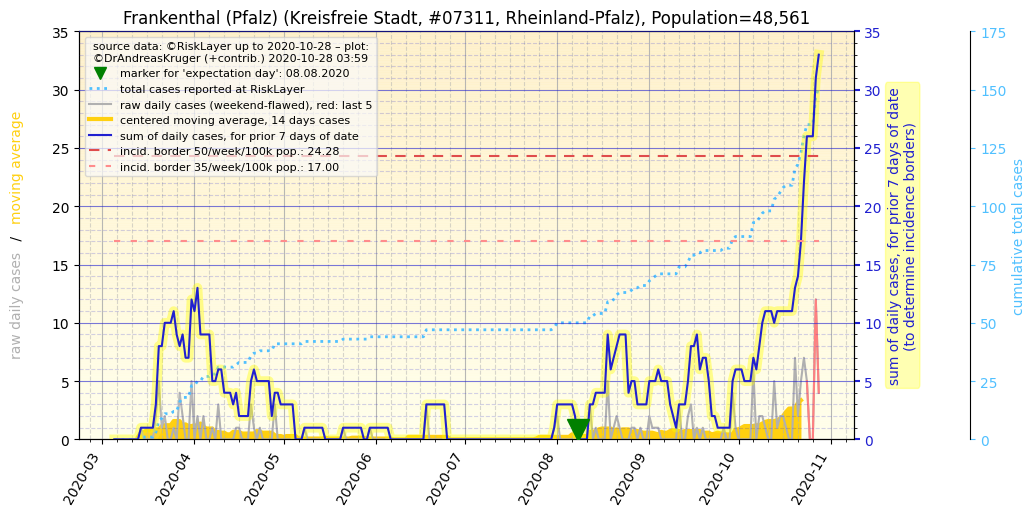 Frankenthal (Pfalz) (Kreisfreie Stadt, #07311, Rheinland-Pfalz), Population=48,561
source data: ©RiskLayer up to 2020-10-28 – plot:
©DrAndreasKruger (+contrib.) 2020-10-28 03:59
marker for 'expectation day': 08.08.2020
total cases reported at RiskLayer
raw daily cases (weekend-flawed), red: last 5
centered moving average, 14 days cases
sum of daily cases, for prior 7 days of date
incid. border 50/week/100k pop.: 24.28
incid. border 35/week/100k pop.: 17.00
raw daily cases / moving average
35
30
25
20
15
10
5
0
35
30
25
20
15
10
5
0
sum of daily cases, for prior 7 days of date
(to determine incidence borders)
175
150
125
100
75
50
25
0
cumulative total cases
2020-03
2020-04
2020-05
2020-06
2020-07
2020-08
2020-09
2020-10
2020-11